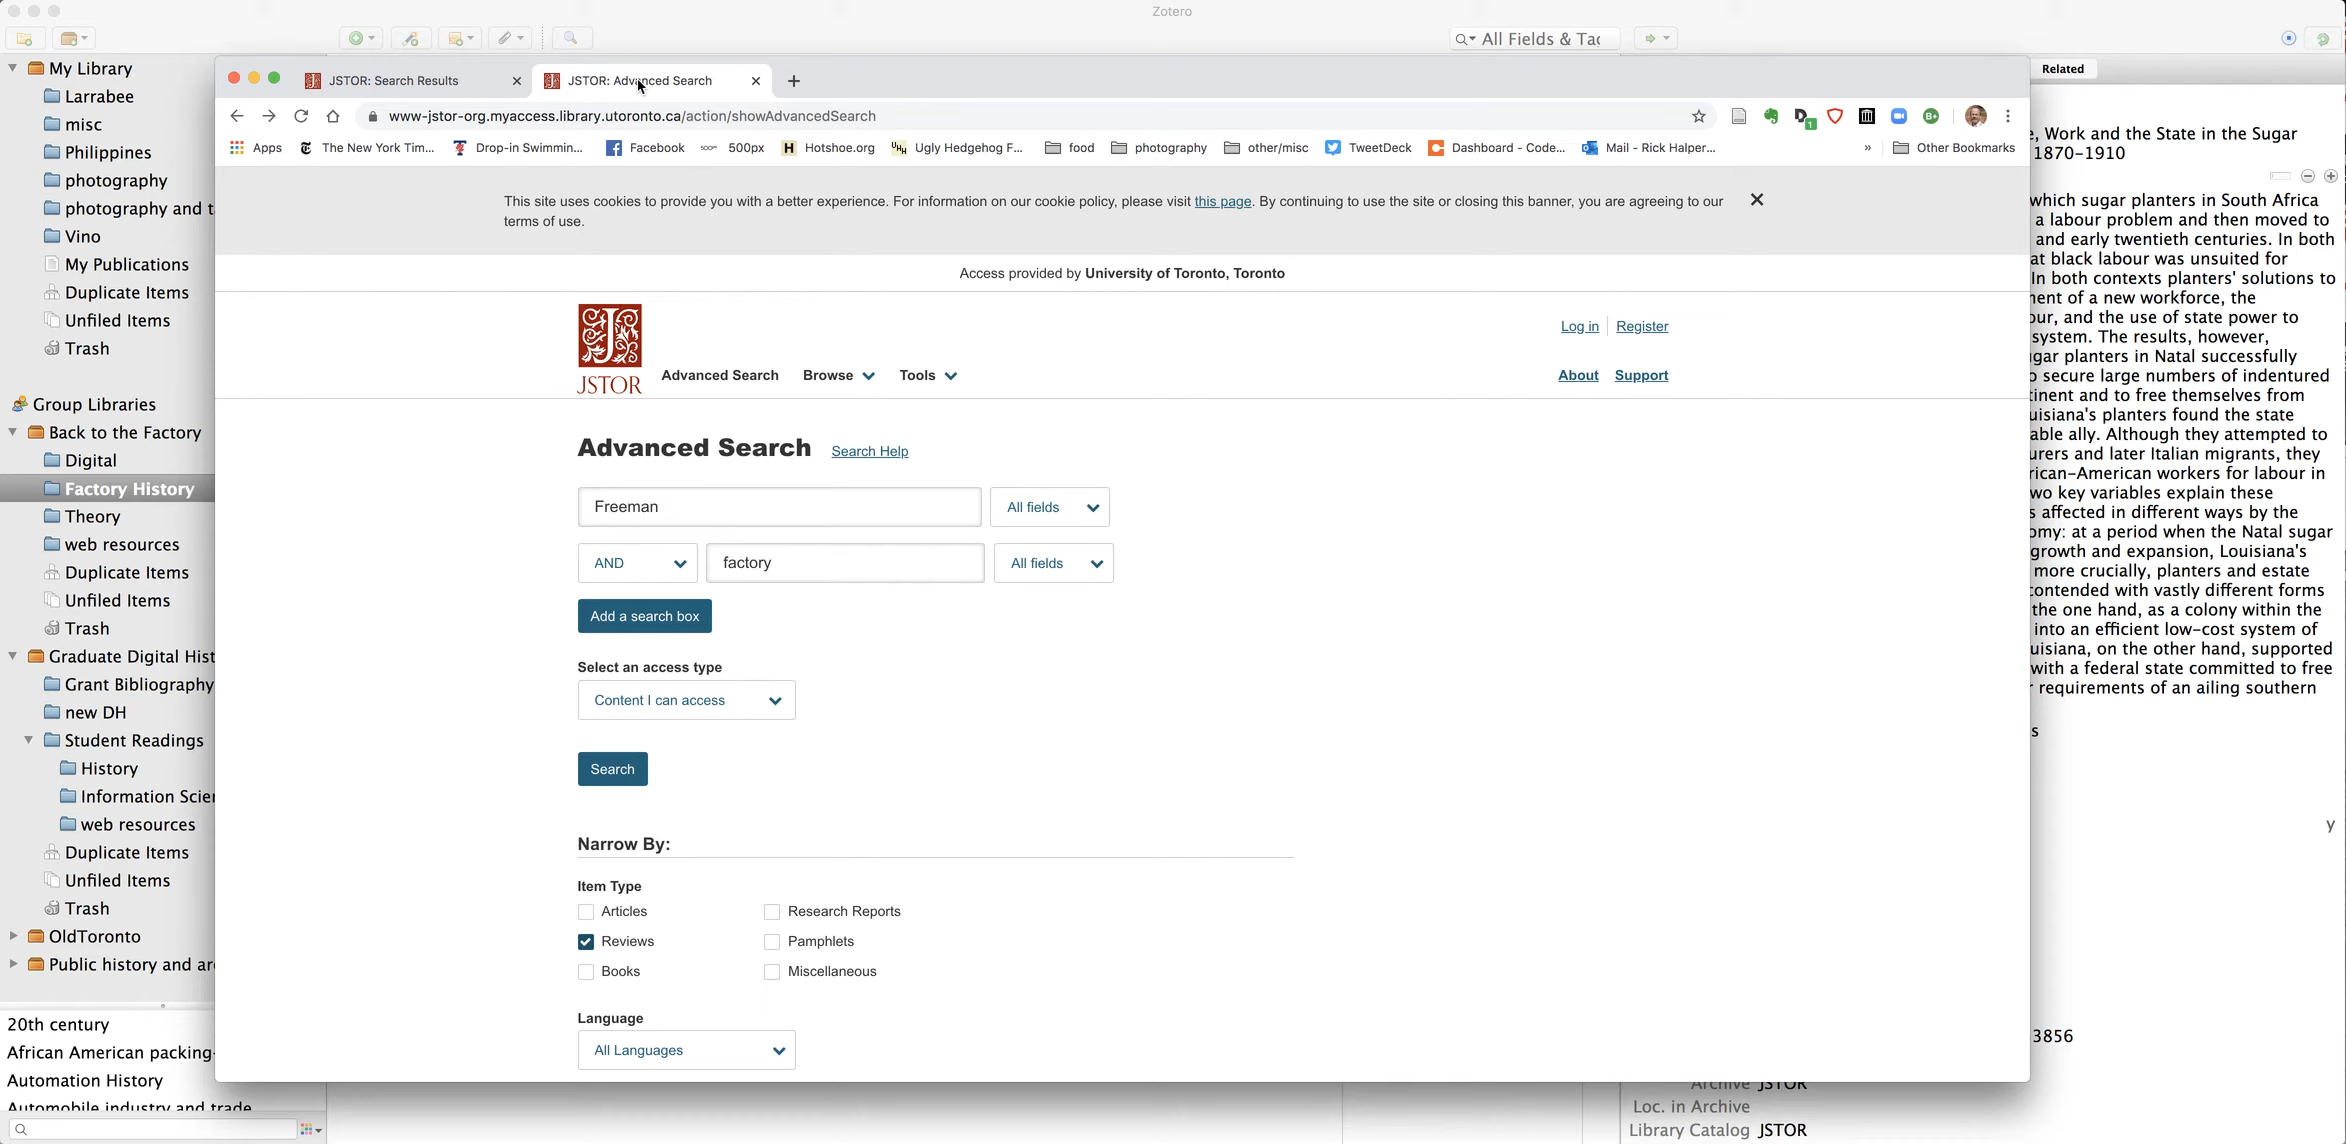 Zotero
All Fields & Tac
My Library
Larrabee
misc
Philippines
photography
photography and t
Vino
My Publications
Duplicate Items
Unfiled Items
Trash
Group Libraries
Back to the Factory
Digital
Factory History
Theory
web resources
Duplicate Items
Unfiled Items
Trash
Graduate Digital Hist
Grant Bibliography
new DH
Student Readings
History
Information Scier
web resources
Duplicate Items
Unfiled Items
Trash
OldToronto
Public history and ar
20th century
African American packing-
Automation History
Automobile industry and trade
JSTOR: Search Results
JSTOR: Advanced Search
www-jstor-org.myaccess.library.utoronto.ca/action/showAdvancedSearch
Apps The New York Tim... Drop-in Swimmin... Facebook 500px Hotshoe.org Ugly Hedgehog F... food photography other/misc TweetDeck Dashboard - Code... Mail - Rick Halper... » Other Bookmarks
This site uses cookies to provide you with a better experience. For information on our cookie policy, please visit this page. By continuing to use the site or closing this banner, you are agreeing to our
terms of use.
Access provided by University of Toronto, Toronto
Log in Register
JSTOR
Advanced Search Browse Tools About Support
Advanced Search Search Help
Freeman All fields
AND factory All fields
Add a search box
Select an access type
Content I can access
Search
Narrow By:
Item Type
Articles Research Reports
Reviews Pamphlets
Books Miscellaneous
Language
All Languages
Related
e, Work and the State in the Sugar
1870-1910
which sugar planters in South Africa
a labour problem and then moved to
and early twentieth centuries. In both
at black labour was unsuited for
In both contexts planters' solutions to
nent of a new workforce, the
our, and the use of state power to
system. The results, however,
gar planters in Natal successfully
o secure large numbers of indentured
tinent and to free themselves from
uisiana's planters found the state
able ally. Although they attempted to
urers and later Italian migrants, they
rican-American workers for labour in
wo key variables explain these
s affected in different ways by the
omy: at a period when the Natal sugar
growth and expansion, Louisiana's
more crucially, planters and estate
contended with vastly different forms
the one hand, as a colony within the
into an efficient low-cost system of
uisiana, on the other hand, supported
with a federal state committed to free
r requirements of an ailing southern
s
y
3856
Archive JSTOR
Loc. in Archive
Library Catalog JSTOR